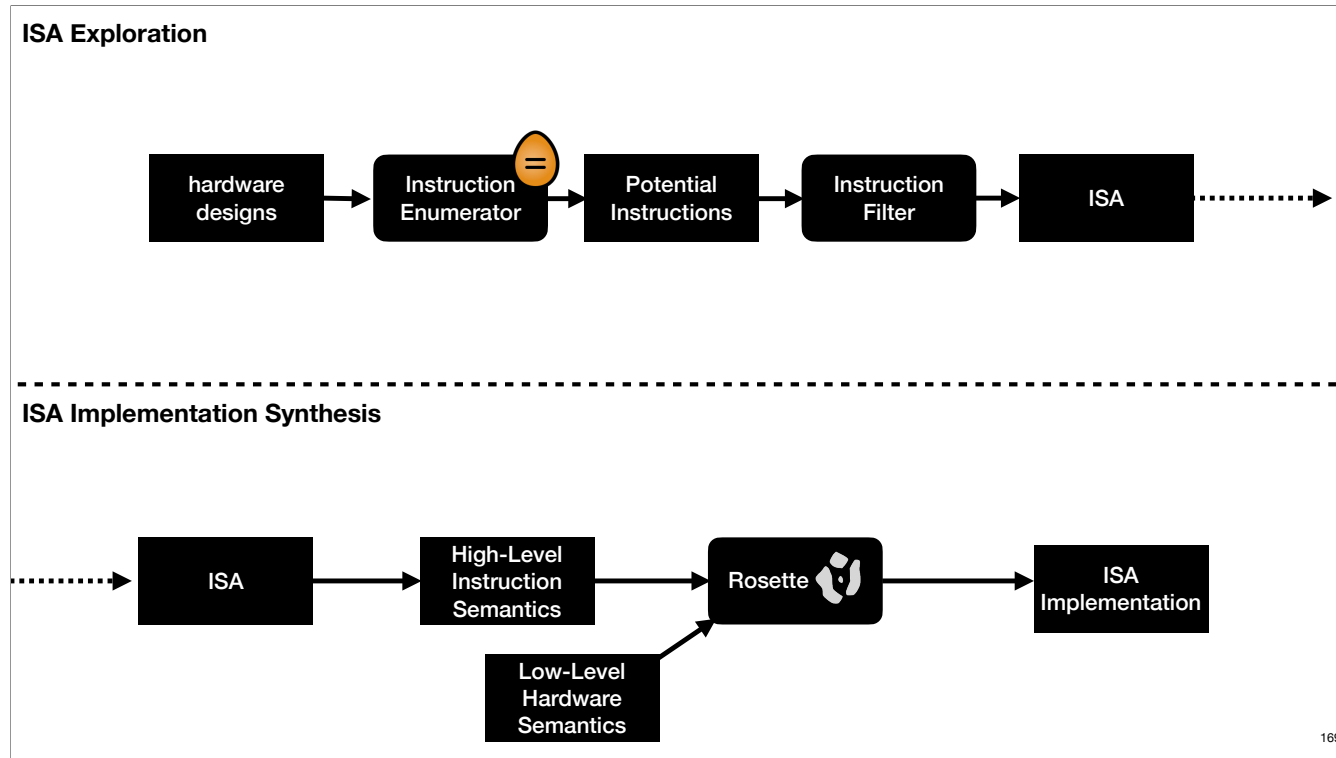 ISA Exploration
hardware
designs
Instruction
Enumerator
=
Potential
Instructions
Instruction
Filter
ISA
ISA Implementation Synthesis
ISA
High-Level
Instruction
Semantics
Rosette
ISA
Implementation
Low-Level
Hardware
Semantics
169